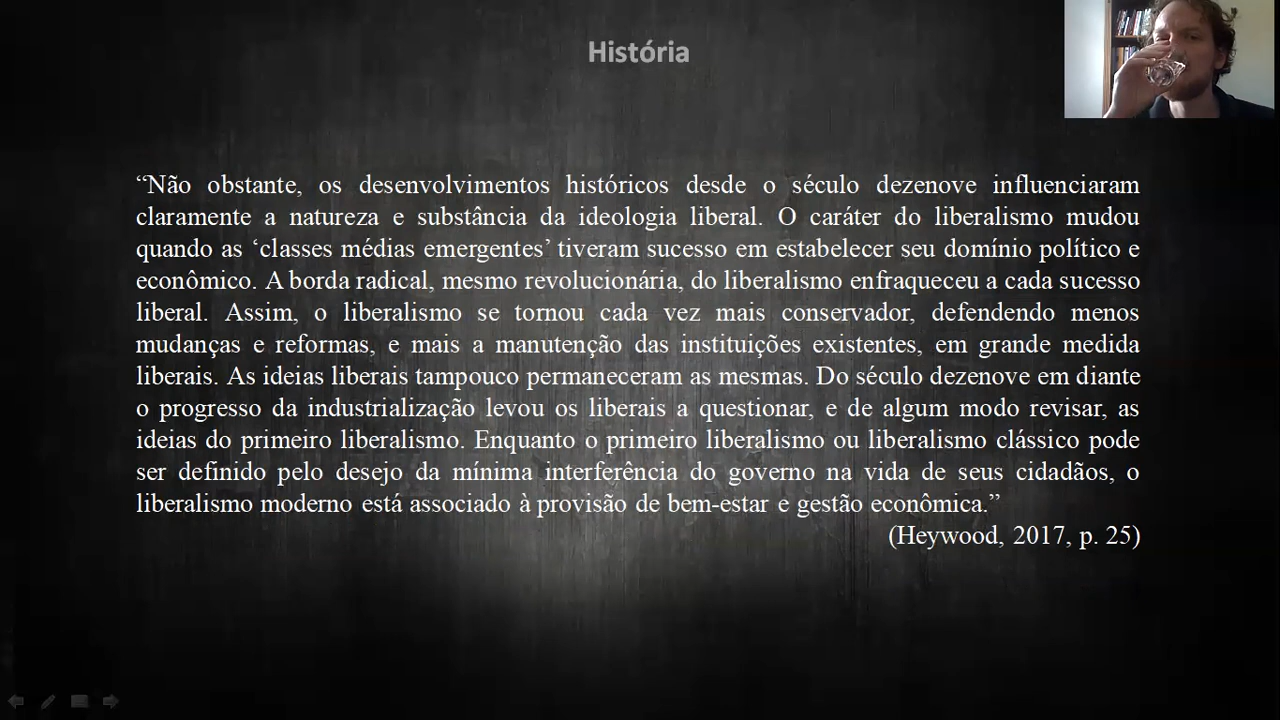 História
“Não obstante, os desenvolvimentos históricos desde o século dezenove influenciaram
claramente a natureza e substância da ideologia liberal. O caráter do liberalismo mudou
quando as ‘classes médias emergentes’ tiveram sucesso em estabelecer seu domínio político e
econômico. A borda radical, mesmo revolucionária, do liberalismo enfraqueceu a cada sucesso
liberal. Assim, o liberalismo se tornou cada vez mais conservador, defendendo menos
mudanças e reformas, e mais a manutenção das instituições existentes, em grande medida
liberais. As ideias liberais tampouco permaneceram as mesmas. Do século dezenove em diante
o progresso da industrialização levou os liberais a questionar, e de algum modo revisar, as
ideias do primeiro liberalismo. Enquanto o primeiro liberalismo ou liberalismo clássico pode
ser definido pelo desejo da mínima interferência do governo na vida de seus cidadãos, o
liberalismo moderno está associado à provisão de bem-estar e gestão econômica.”
(Heywood, 2017, p. 25)